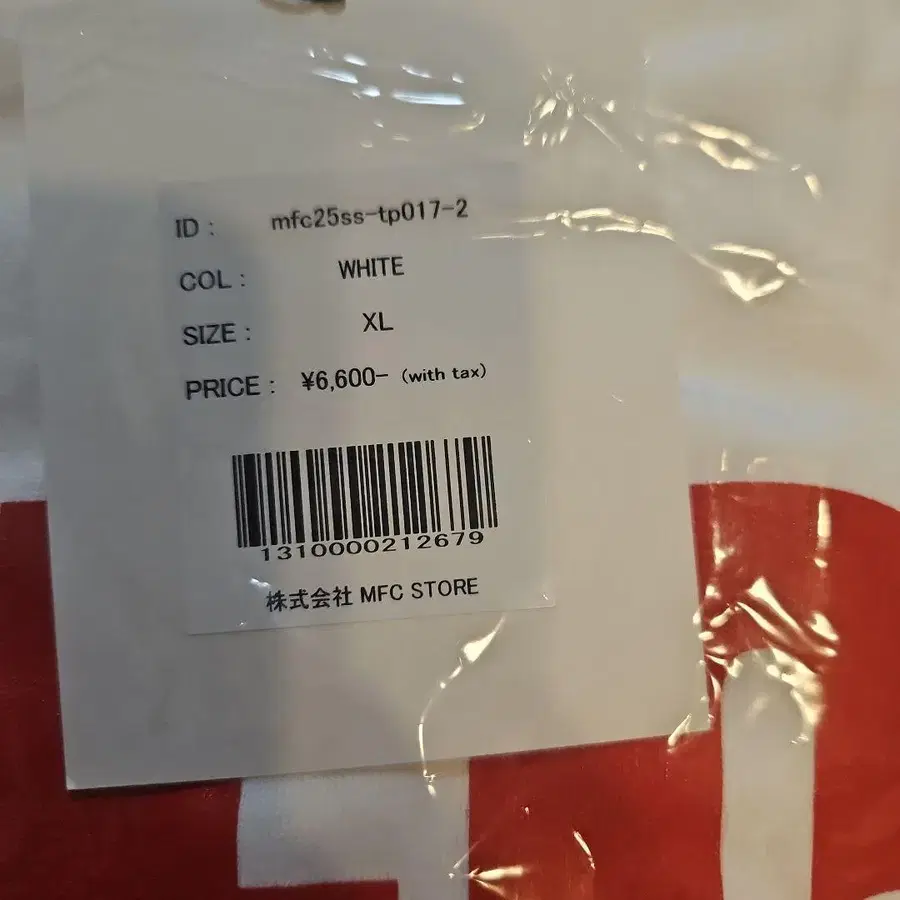 ID : mfc25ss-tp017-2
COL : WHITE
SIZE : XL
PRICE : ¥6,600- (with tax)
1310000212679
株式会社 MFC STORE